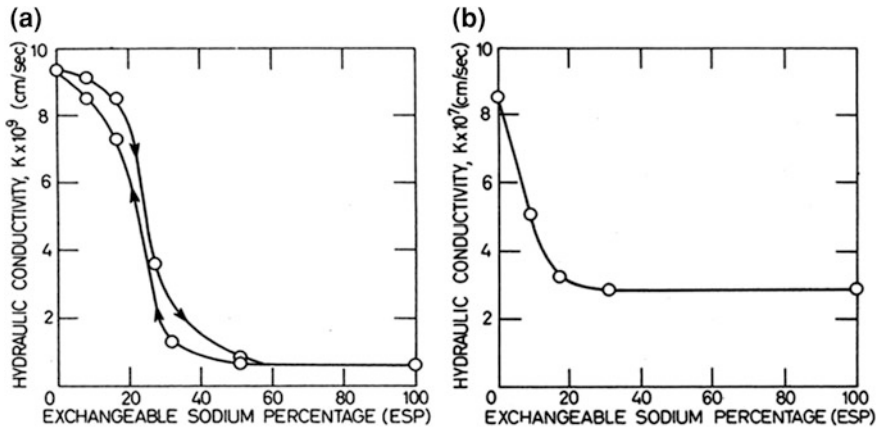 (a)
HYDRAULIC CONDUCTIVITY, K x 10⁹ (cm/sec)
10
8
6
4
2
0 20 40 60 80 100
EXCHANGEABLE SODIUM PERCENTAGE (ESP)
(b)
HYDRAULIC CONDUCTIVITY, K x 10⁷ (cm/sec)
10
8
6
4
2
0 20 40 60 80 100
EXCHANGEABLE SODIUM PERCENTAGE (ESP)